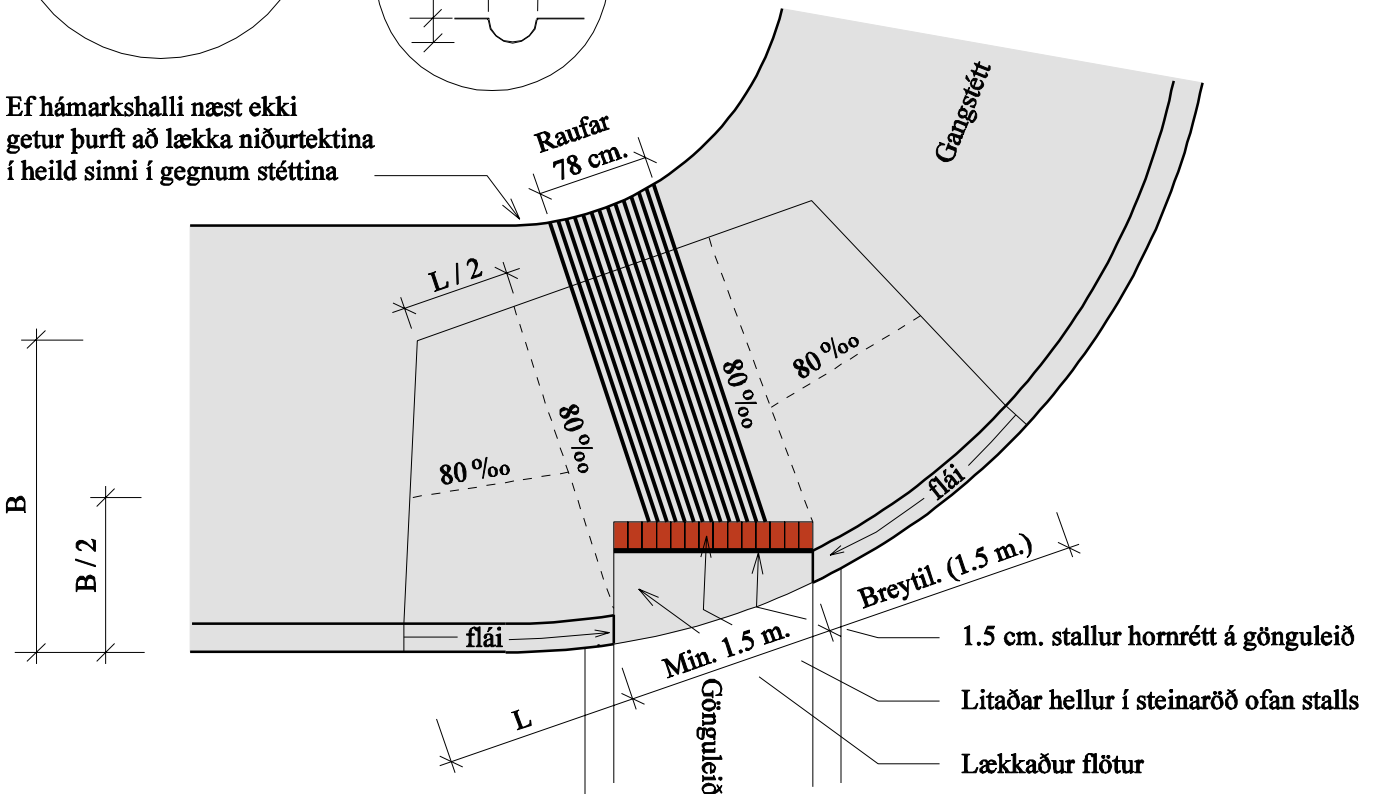 Ef hámarkshalli næst ekki
getur þurft að lækka niðurtektina
í heild sinni í gegnum stéttina
Raufar
78 cm.
Gangstétt
L / 2
80 ‰
80 ‰
80 ‰
80 ‰
B
B / 2
flái
flái
Breytil. (1.5 m.)
Min. 1.5 m.
L
Gönguleið
1.5 cm. stallur hornrétt á gönguleið
Litaðar hellur í steinaröð ofan stalls
Lækkaður flötur